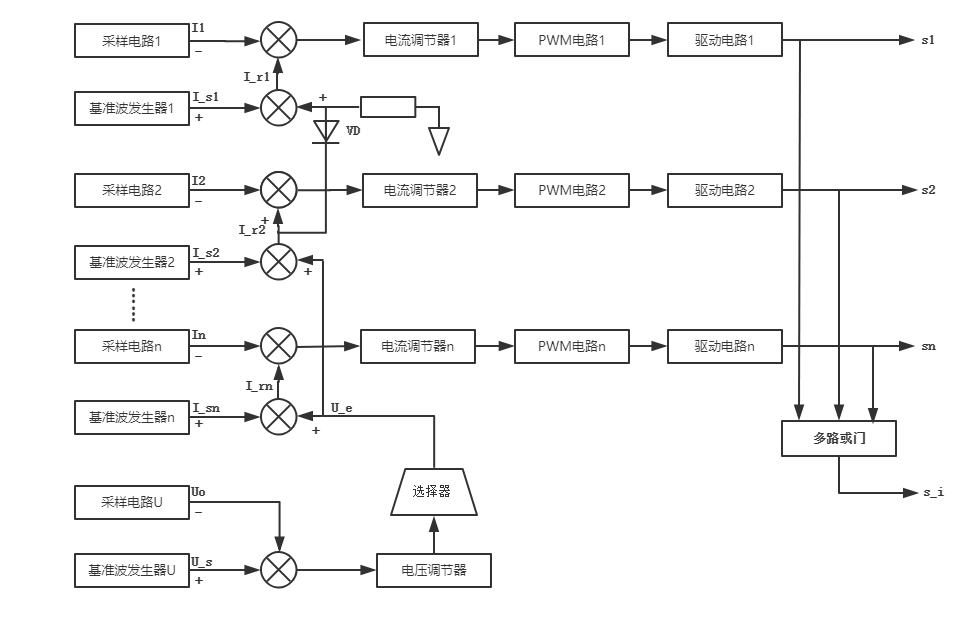 采样电路1
I1
-
电流调节器1
PWM电路1
驱动电路1
s1
I_r1
基准波发生器1
I_s1
+
+
VD
采样电路2
I2
-
电流调节器2
PWM电路2
驱动电路2
s2
+
I_r2
基准波发生器2
I_s2
+
+
采样电路n
In
-
电流调节器n
PWM电路n
驱动电路n
sn
I_rn
基准波发生器n
I_sn
+
U_e
+
多路或门
选择器
采样电路U
Uo
-
s_i
基准波发生器U
U_s
+
电压调节器